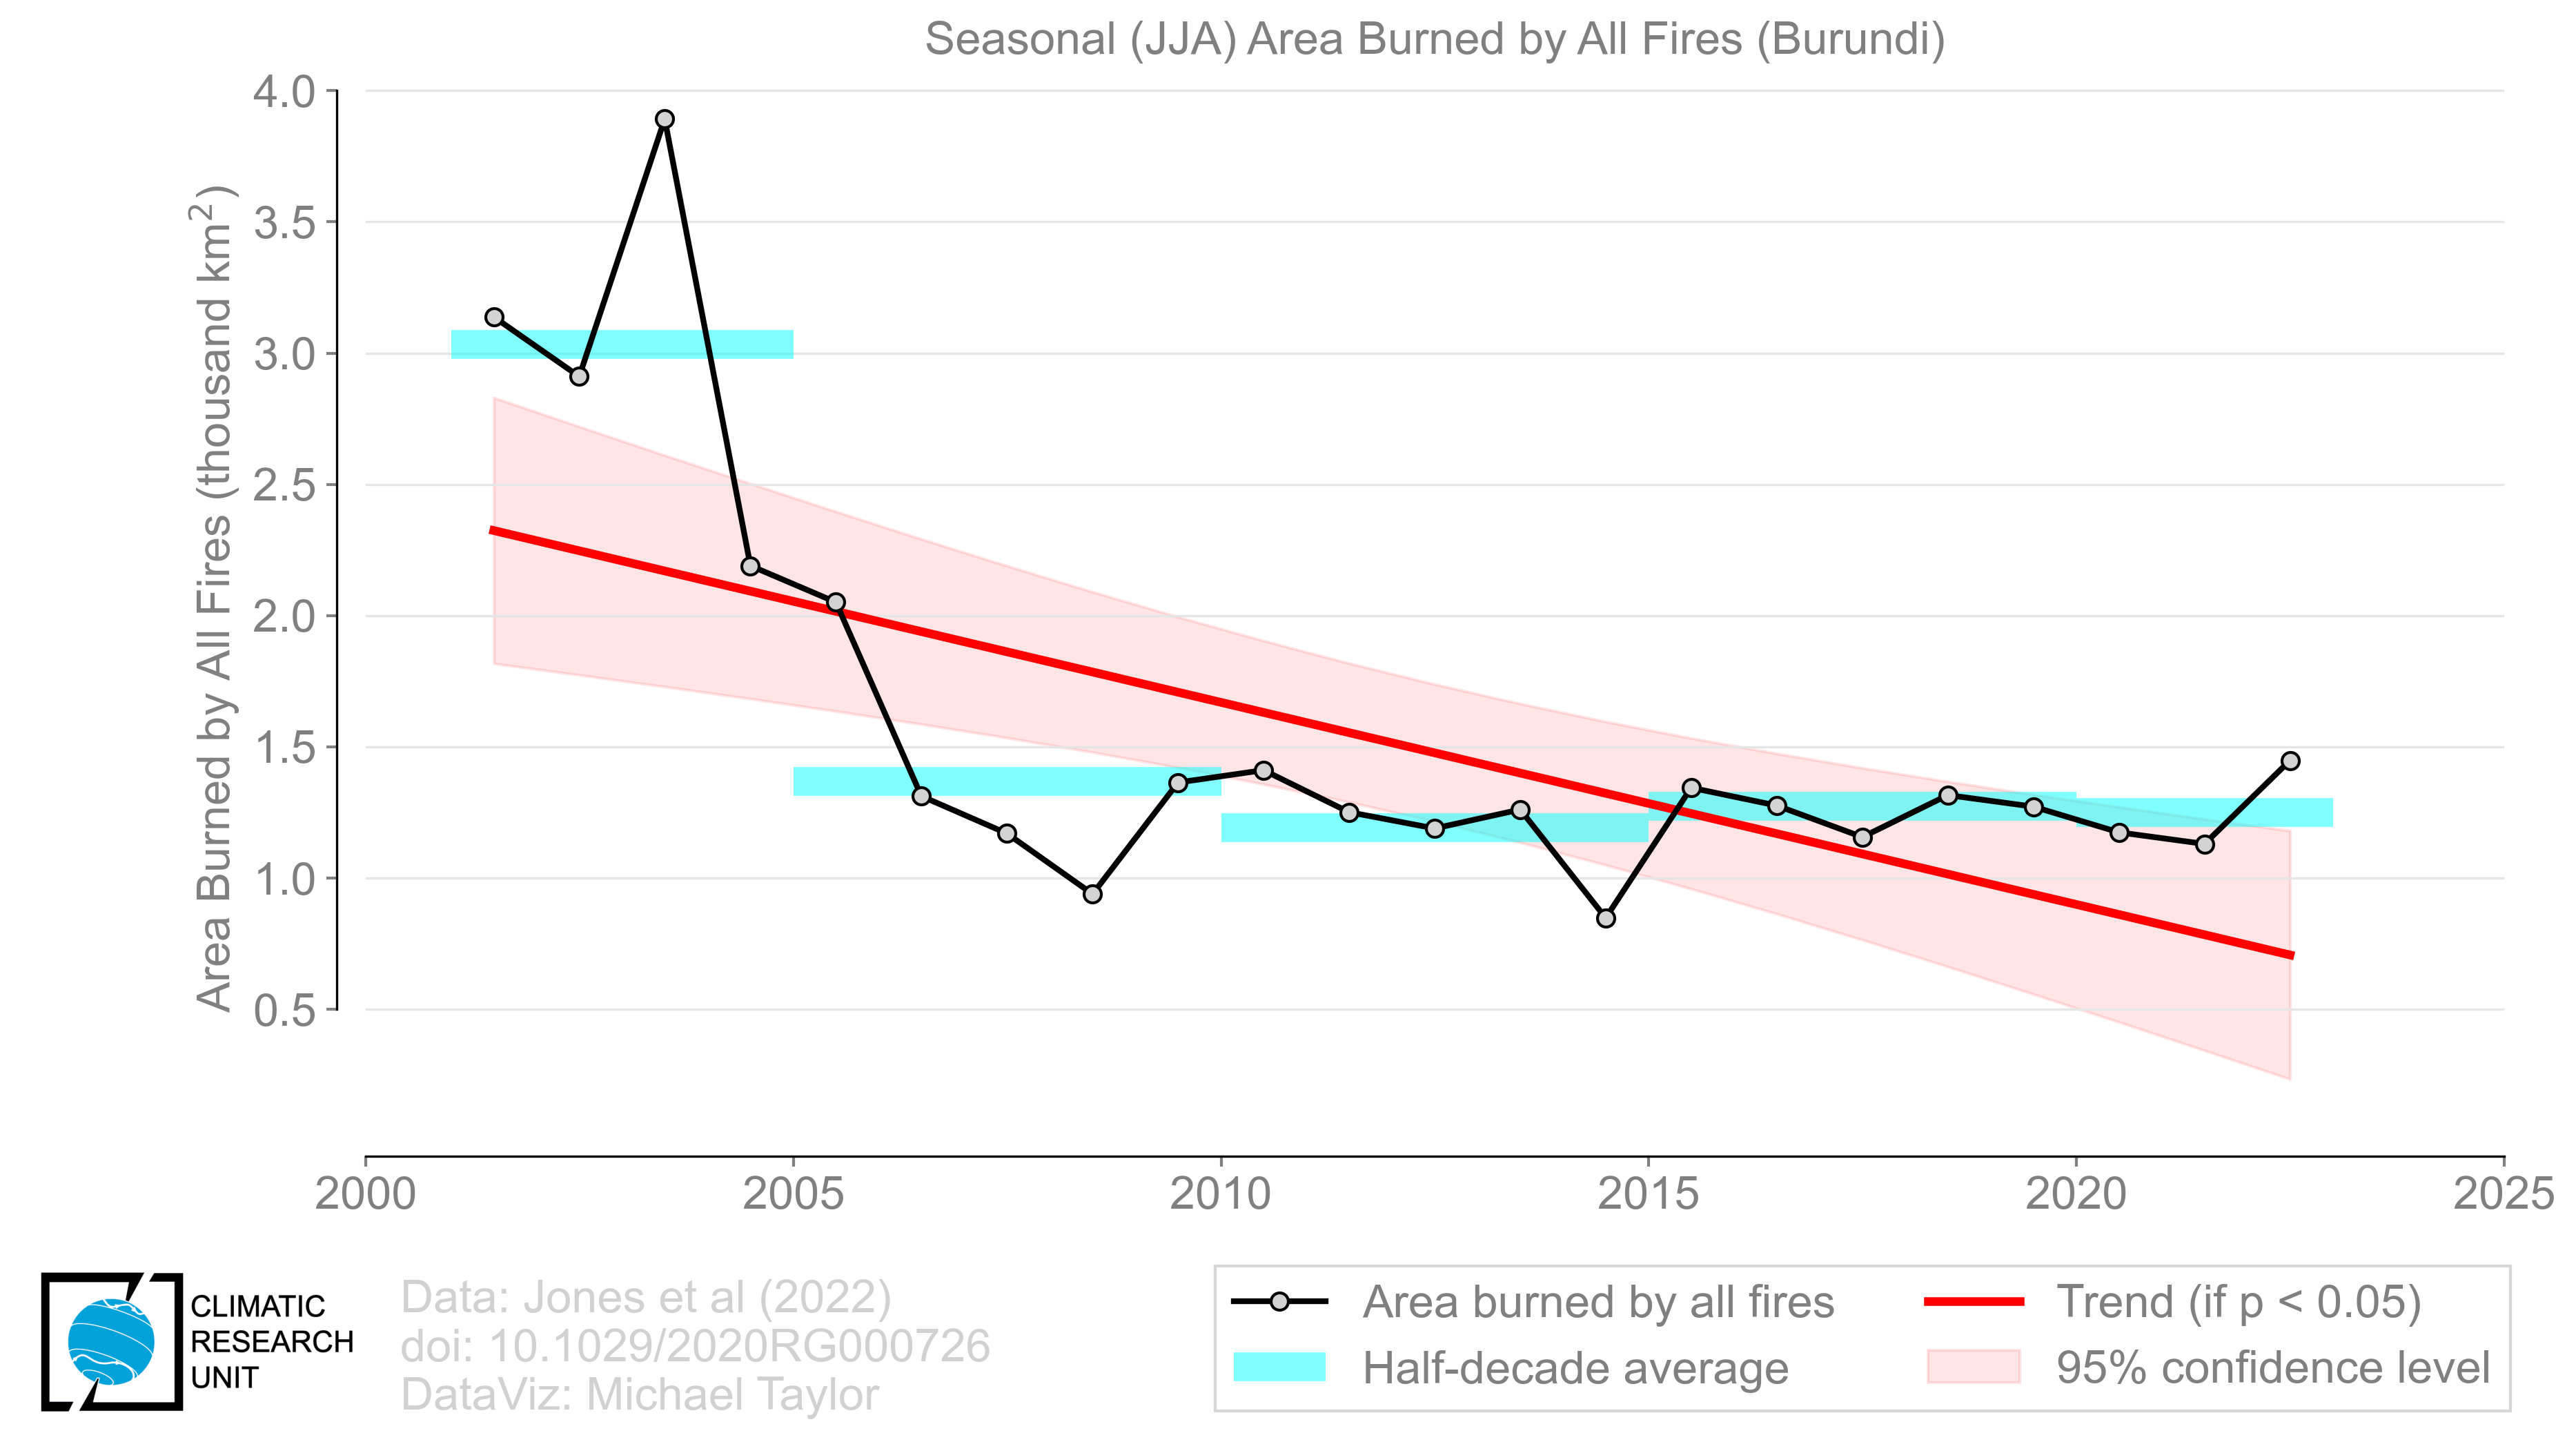 Seasonal (JJA) Area Burned by All Fires (Burundi)
Area Burned by All Fires (thousand km²)
4.0
3.5
3.0
2.5
2.0
1.5
1.0
0.5
2000 2005 2010 2015 2020 2025
CLIMATIC
RESEARCH
UNIT
Data: Jones et al (2022)
doi: 10.1029/2020RG000726
DataViz: Michael Taylor
Area burned by all fires
Half-decade average
Trend (if p < 0.05)
95% confidence level